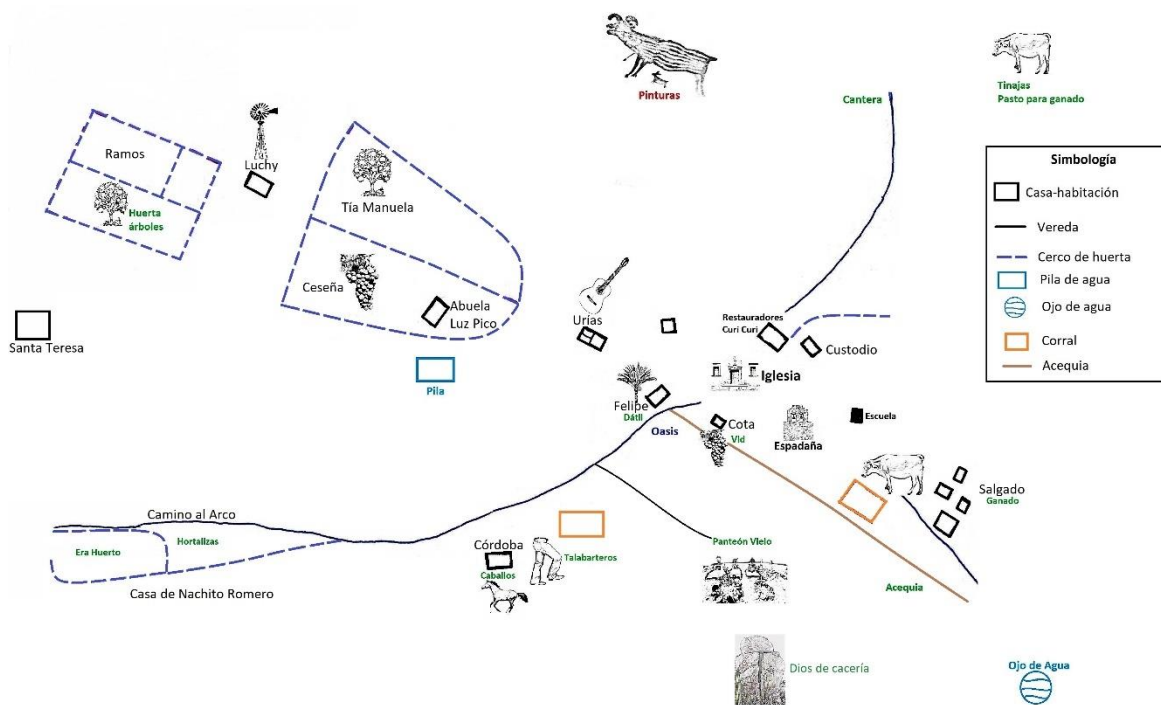 Pinturas
Cantera
Tinajas
Pasto para ganado
Ramos
Huerta
árboles
Luchy
Tía Manuela
Ceseña
Abuela
Luz Pico
Santa Teresa
Pila
Urías
Restauradores
Curi Curi
Custodio
Iglesia
Felipe
Dátil
Oasis
Cota
Vid
Espadaña
Escuela
Salgado
Ganado
Camino al Arco
Era Huerto
Hortalizas
Casa de Nachito Romero
Córdoba
Caballos
Talabarteros
Panteón VIeIo
Acequia
Dios de cacería
Ojo de Agua
Simbología
Casa-habitación
Vereda
Cerco de huerta
Pila de agua
Ojo de agua
Corral
Acequia